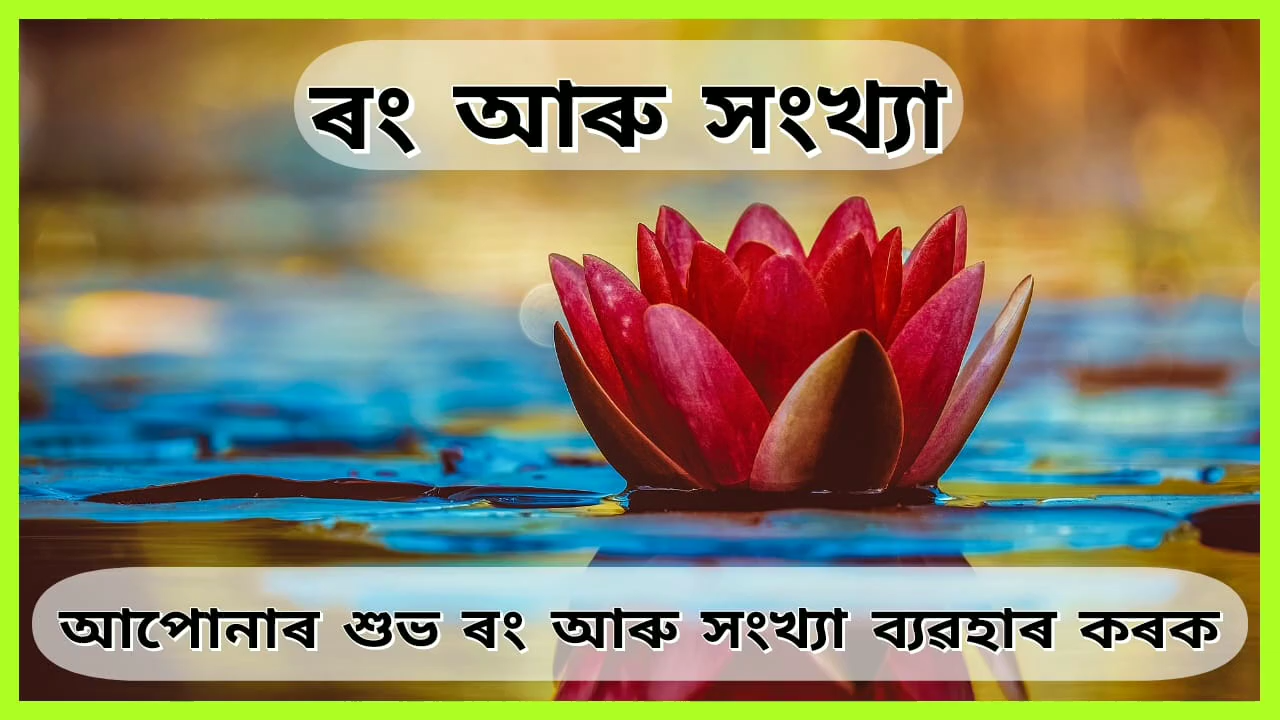 ৰং আৰু সংখ্যা
আপোনাৰ শুভ ৰং আৰু সংখ্যা ব্যৱহাৰ কৰক